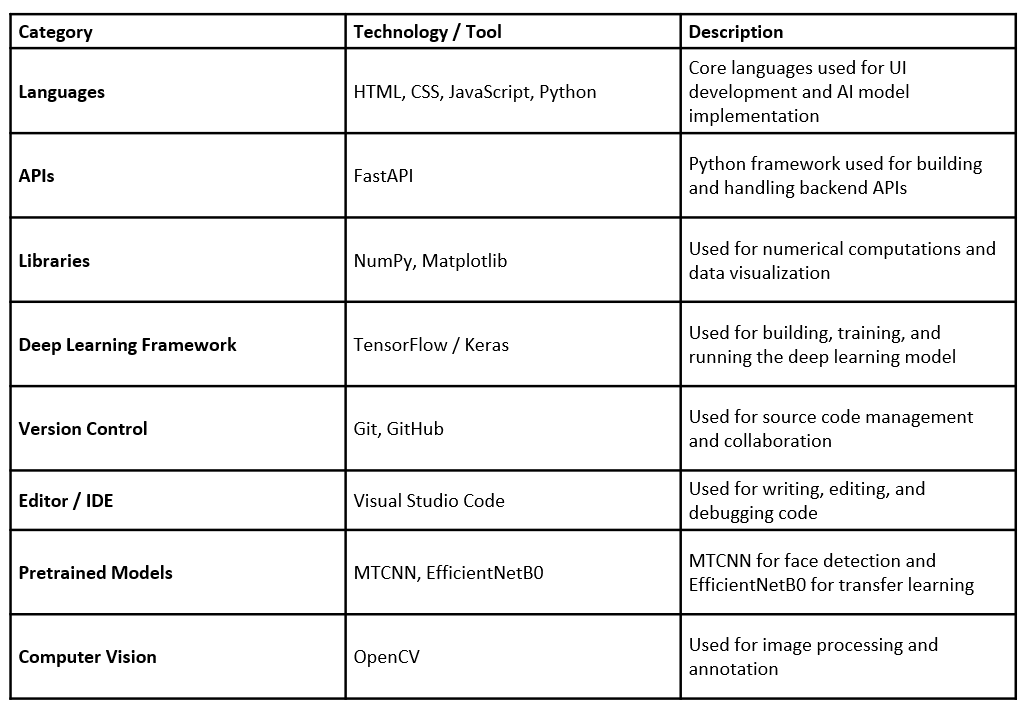 Category
Technology / Tool
Description
Languages
HTML, CSS, JavaScript, Python
Core languages used for UI
development and AI model
implementation
APIs
FastAPI
Python framework used for building
and handling backend APIs
Libraries
NumPy, Matplotlib
Used for numerical computations and
data visualization
Deep Learning Framework
TensorFlow / Keras
Used for building, training, and
running the deep learning model
Version Control
Git, GitHub
Used for source code management
and collaboration
Editor / IDE
Visual Studio Code
Used for writing, editing, and
debugging code
Pretrained Models
MTCNN, EfficientNetB0
MTCNN for face detection and
EfficientNetB0 for transfer learning
Computer Vision
OpenCV
Used for image processing and
annotation